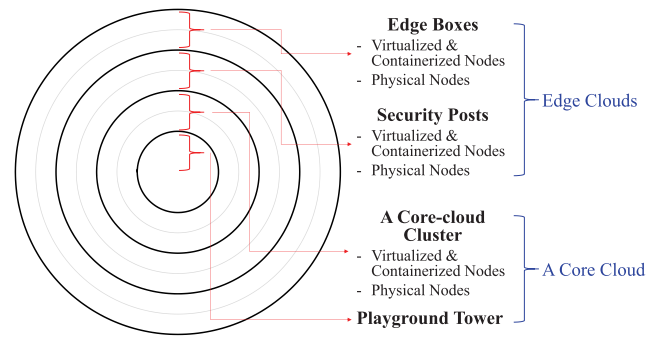 Edge Boxes
- Virtualized &
Containerized Nodes
- Physical Nodes
Security Posts
- Virtualized &
Containerized Nodes
- Physical Nodes
Edge Clouds
A Core-cloud
Cluster
- Virtualized &
Containerized Nodes
- Physical Nodes
Playground Tower
A Core Cloud